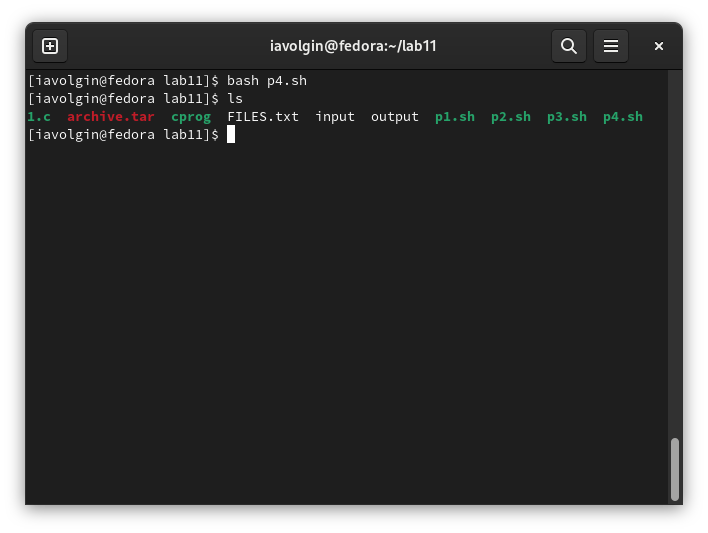 iavolgin@fedora:~/lab11
[iavolgin@fedora lab11]$ bash p4.sh
[iavolgin@fedora lab11]$ ls
1.c  archive.tar  cprog  FILES.txt  input  output  p1.sh  p2.sh  p3.sh  p4.sh
[iavolgin@fedora lab11]$